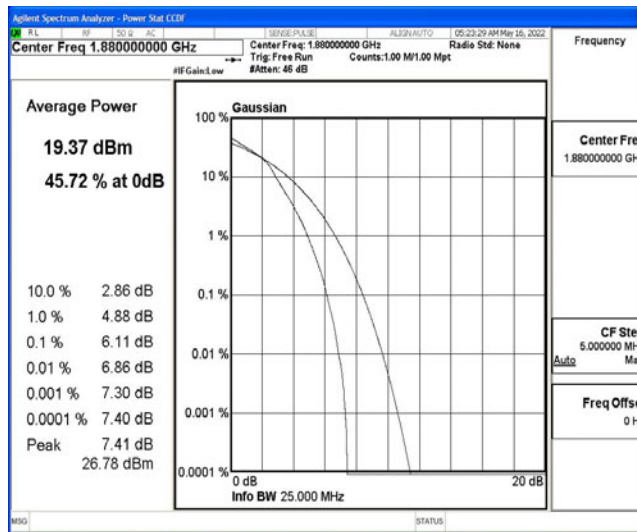 Agilent Spectrum Analyzer - Power Stat CCDF
RL RF 50 Ω AC SENSE:PULSE ALIGN AUTO 05:23:29 AM May 16, 2022
Center Freq 1.880000000 GHz
Center Freq: 1.880000000 GHz Radio Std: None
Trig: Free Run Counts:1.00 M/1.00 Mpt
#IFGain:Low #Atten: 46 dB
Frequency
Average Power
19.37 dBm
45.72 % at 0dB
10.0 % 2.86 dB
1.0 % 4.88 dB
0.1 % 6.11 dB
0.01 % 6.86 dB
0.001 % 7.30 dB
0.0001 % 7.40 dB
Peak 7.41 dB
26.78 dBm
Gaussian
100 %
10 %
1 %
0.1 %
0.01 %
0.001 %
0.0001 %
0 dB 20 dB
Info BW 25.000 MHz
Center Fre
1.880000000 GH
CF Ste
5.000000 MH
Auto Ma
Freq Offse
0 H
MSG STATUS